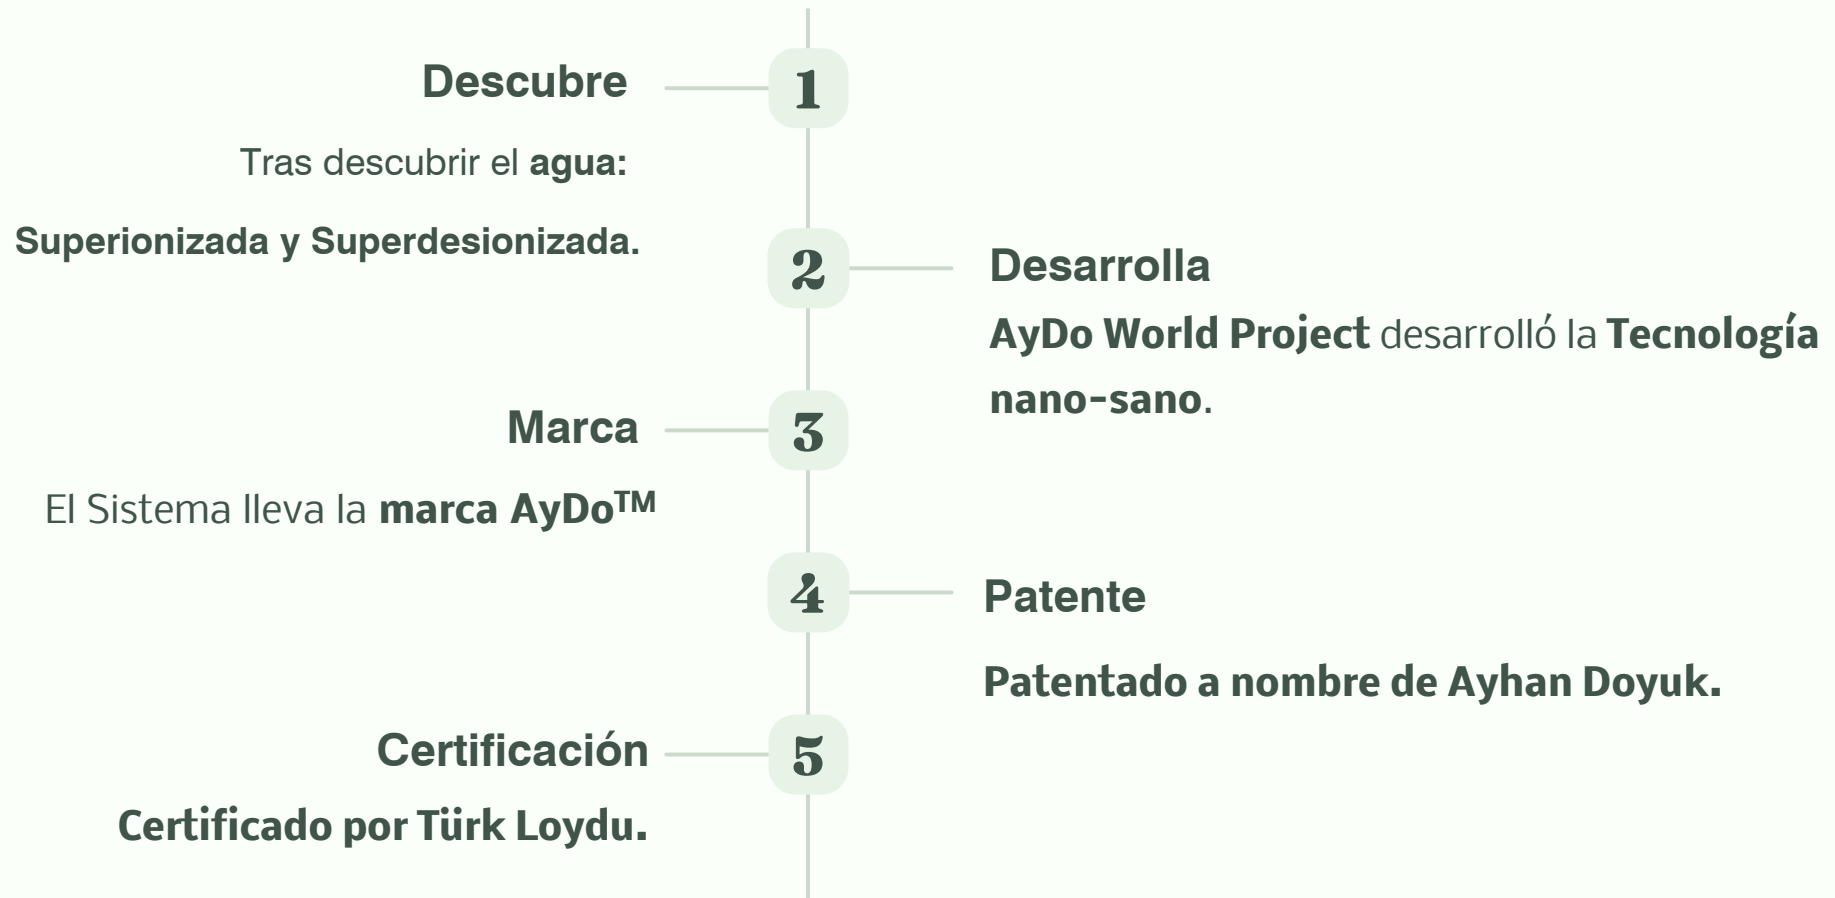 1
Descubre
Tras descubrir el agua:
Superionizada y Superdesionizada.
2
Desarrolla
AyDo World Project desarrolló la Tecnología
nano-sano.
3
Marca
El Sistema lleva la marca AyDo™
4
Patente
Patentado a nombre de Ayhan Doyuk.
5
Certificación
Certificado por Türk Loydu.